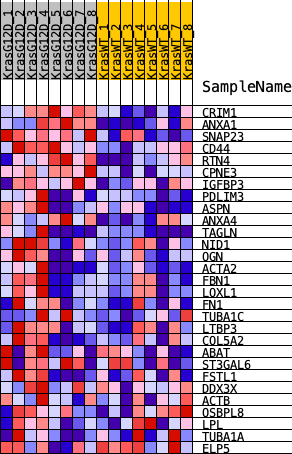 KrasG12D_1
KrasG12D_2
KrasG12D_3
KrasG12D_4
KrasG12D_5
KrasG12D_6
KrasG12D_7
KrasG12D_8
KrasWT_1
KrasWT_2
KrasWT_3
KrasWT_4
KrasWT_5
KrasWT_6
KrasWT_7
KrasWT_8
SampleName
CRIM1
ANXA1
SNAP23
CD44
RTN4
CPNE3
IGFBP3
PDLIM3
ASPN
ANXA4
TAGLN
NID1
OGN
ACTA2
FBN1
LOXL1
FN1
TUBA1C
LTBP3
COL5A2
ABAT
ST3GAL6
FSTL1
DDX3X
ACTB
OSBPL8
LPL
TUBA1A
ELP5